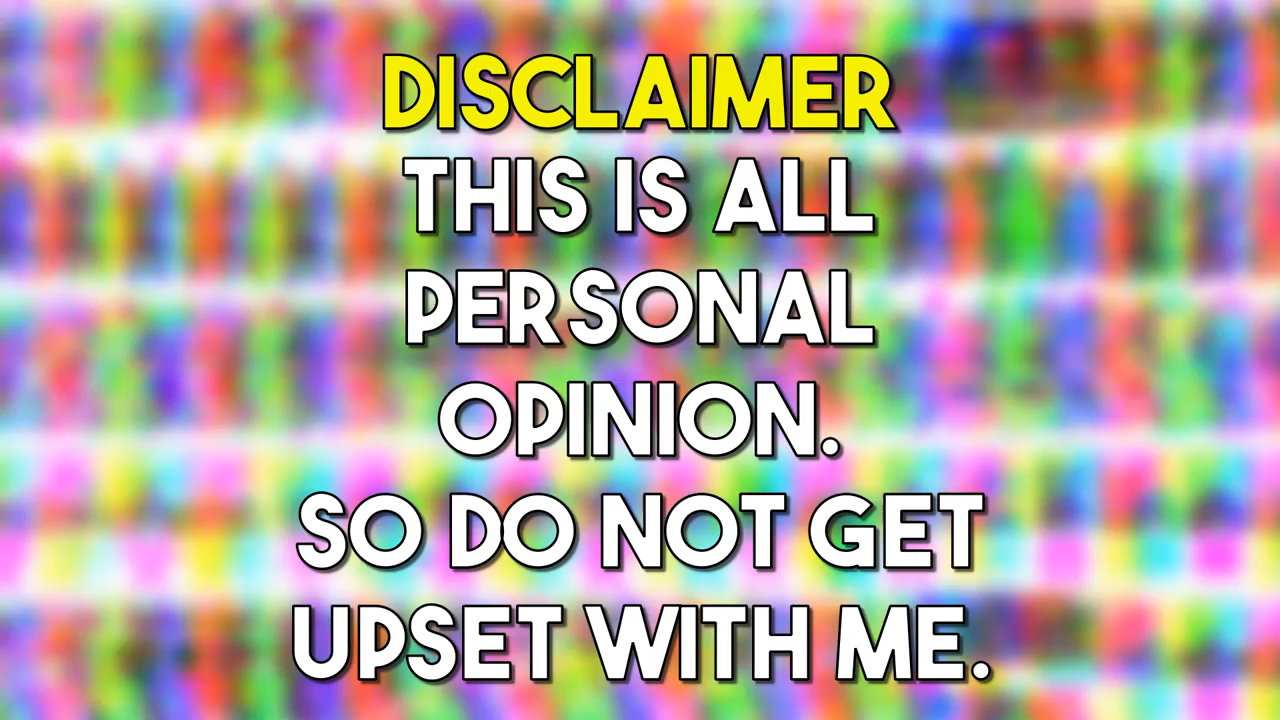 DISCLAIMER
THIS IS ALL
PERSONAL
OPINION.
SO DO NOT GET
UPSET WITH ME.